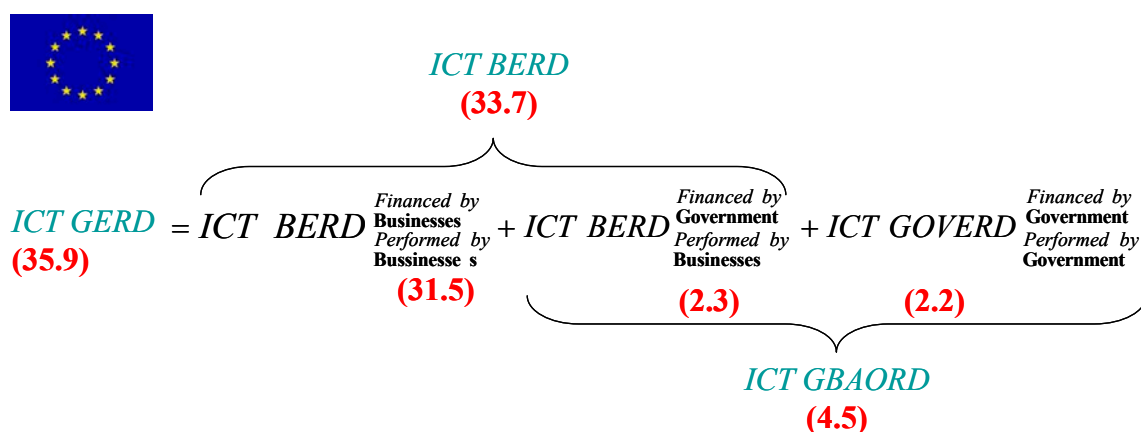 ICT BERD
(33.7)
ICT GERD = ICT BERD Financed by Businesses Performed by Bussinesse s + ICT BERD Financed by Government Performed by Businesses + ICT GOVERD Financed by Government Performed by Government
(35.9) (31.5) (2.3) (2.2)
ICT GBAORD
(4.5)